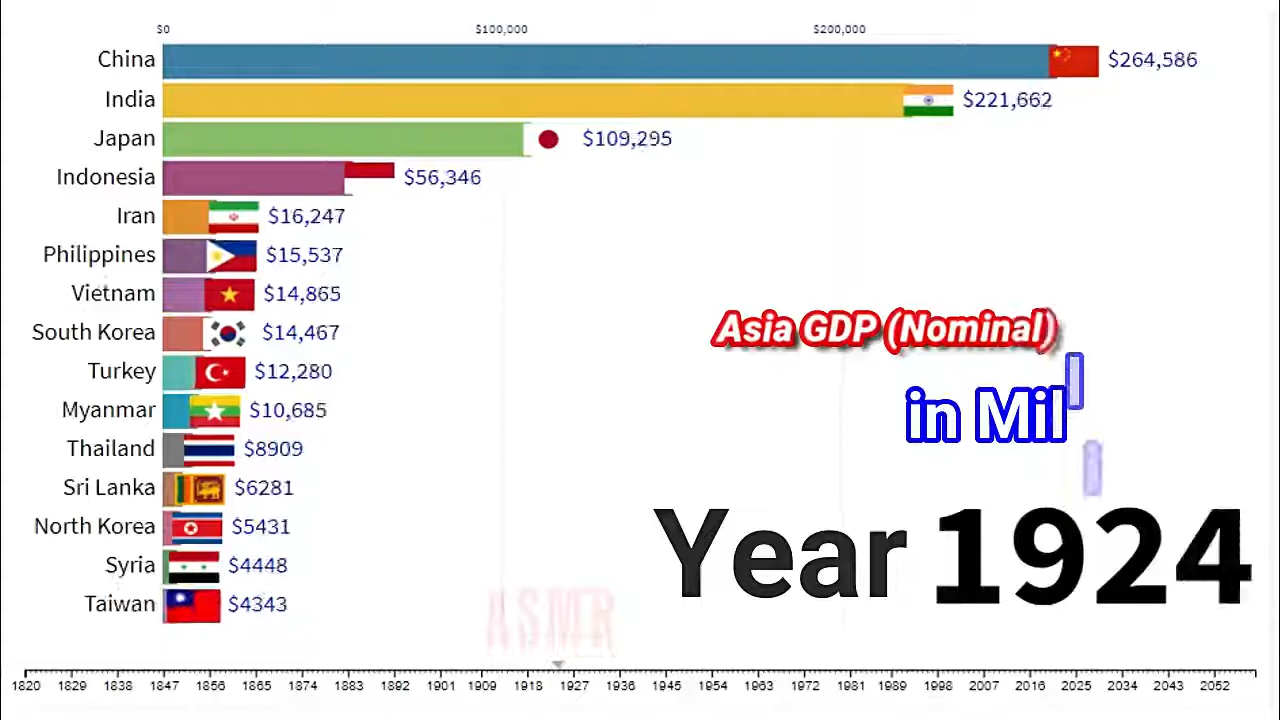 $0 $100,000 $200,000
China $264,586
India $221,662
Japan $109,295
Indonesia $56,346
Iran $16,247
Philippines $15,537
Vietnam $14,865
South Korea $14,467
Turkey $12,280
Myanmar $10,685
Thailand $8909
Sri Lanka $6281
North Korea $5431
Syria $4448
Taiwan $4343
Asia GDP (Nominal)
in Mil
Year 1924
ASMR
1820 1829 1838 1847 1856 1865 1874 1883 1892 1901 1909 1918 1927 1936 1945 1954 1963 1972 1981 1989 1998 2007 2016 2025 2034 2043 2052